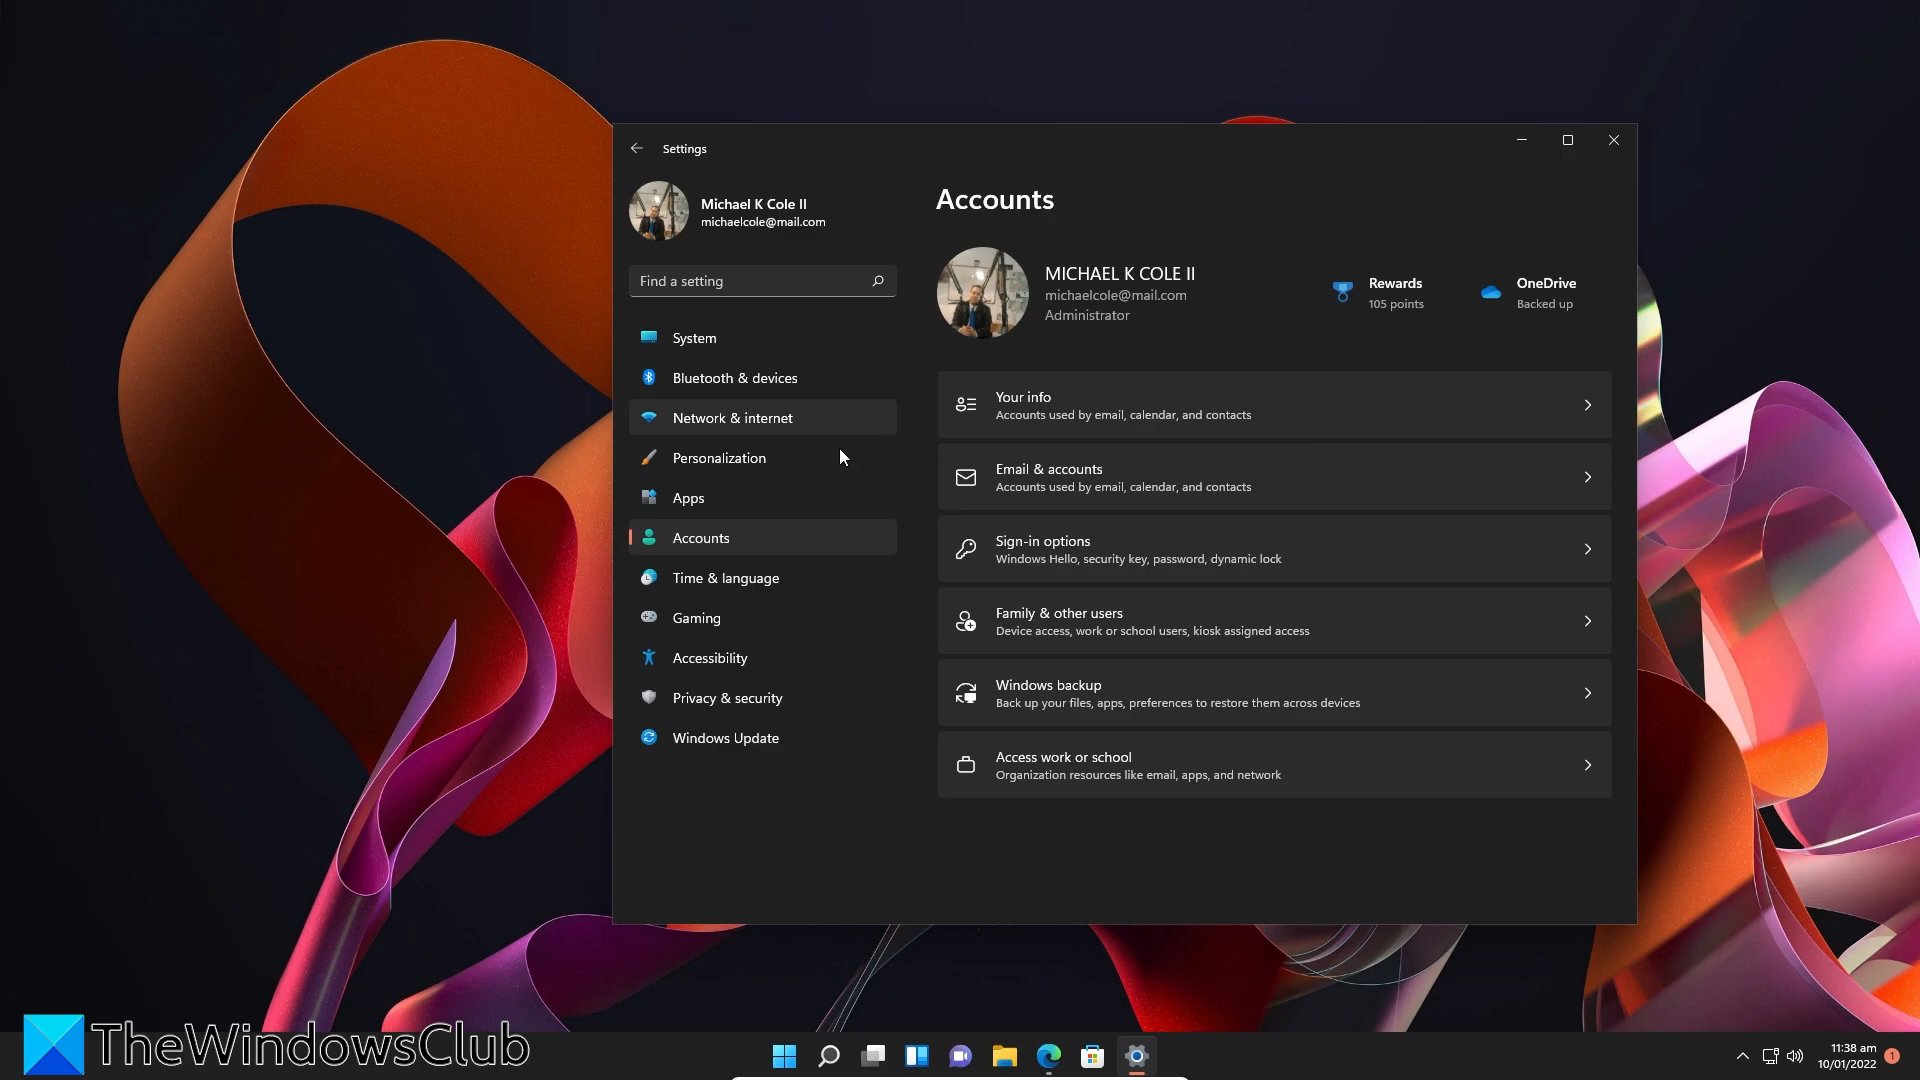 Settings
Michael K Cole II
michaelcole@mail.com
Find a setting
System
Bluetooth & devices
Network & internet
Personalization
Apps
Accounts
Time & language
Gaming
Accessibility
Privacy & security
Windows Update
Accounts
MICHAEL K COLE II
michaelcole@mail.com
Administrator
Rewards
105 points
OneDrive
Backed up
Your info
Accounts used by email, calendar, and contacts
Email & accounts
Accounts used by email, calendar, and contacts
Sign-in options
Windows Hello, security key, password, dynamic lock
Family & other users
Device access, work or school users, kiosk assigned access
Windows backup
Back up your files, apps, preferences to restore them across devices
Access work or school
Organization resources like email, apps, and network
TheWindowsClub
11:38 am
10/01/2022
1